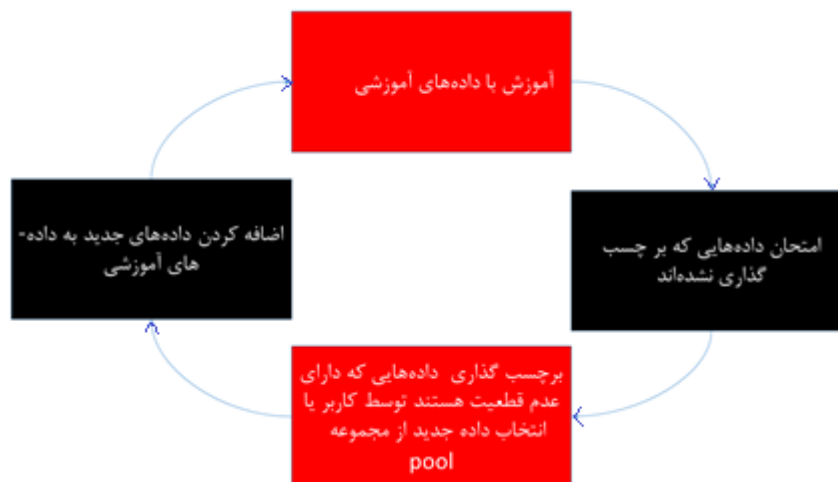 آموزش با داده‌های آموزشی
امتحان داده‌هایی که بر چسب
گذاری نشده‌اند
برچسب گذاری  داده‌هایی که دارای
عدم قطعیت هستند توسط کاربر یا
انتخاب داده جدید از مجموعه
pool
اضافه کردن داده‌های جدید به داده-
های آموزشی